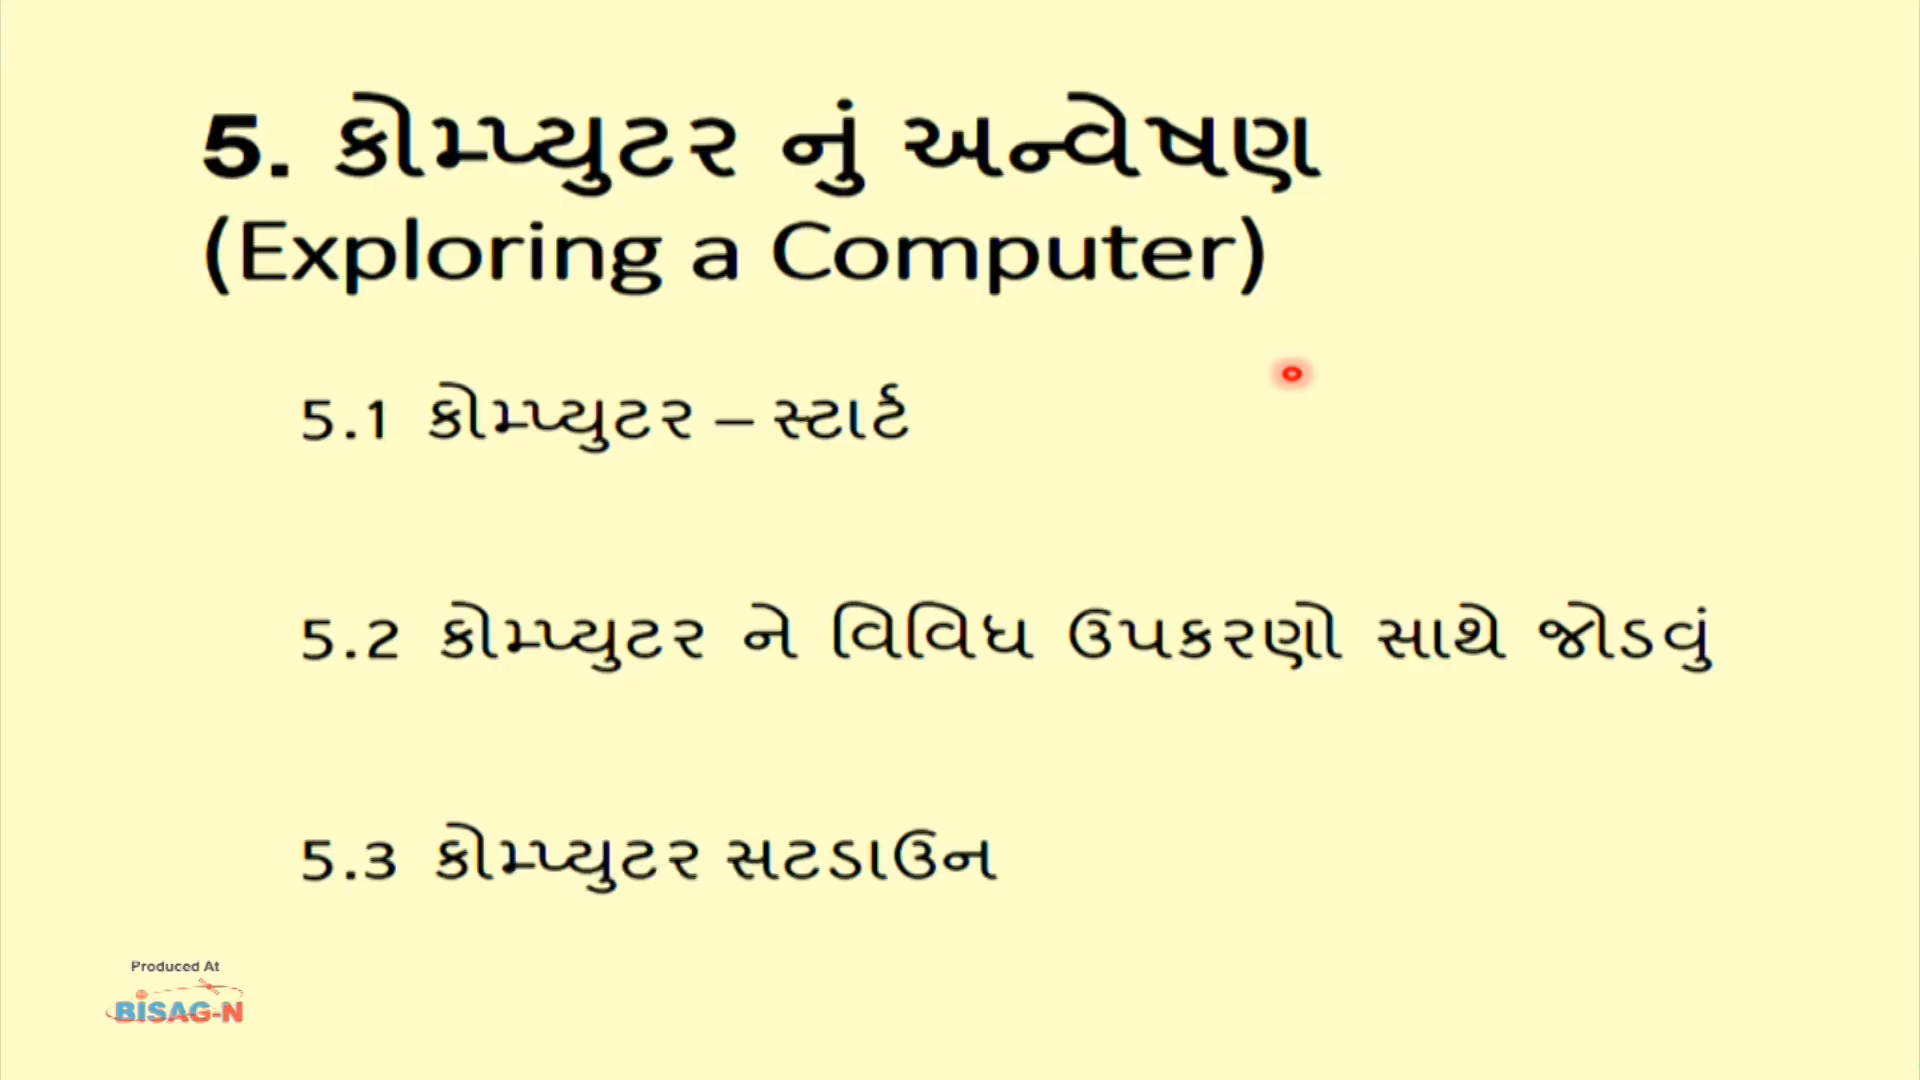 5. કોમ્પ્યુટર નું અન્વેષણ
(Exploring a Computer)
5.1 કોમ્પ્યુટર – સ્ટાર્ટ
5.2 કોમ્પ્યુટર ને વિવિધ ઉપકરણો સાથે જોડવું
5.3 કોમ્પ્યુટર સટડાઉન
Produced At
BISAG-N